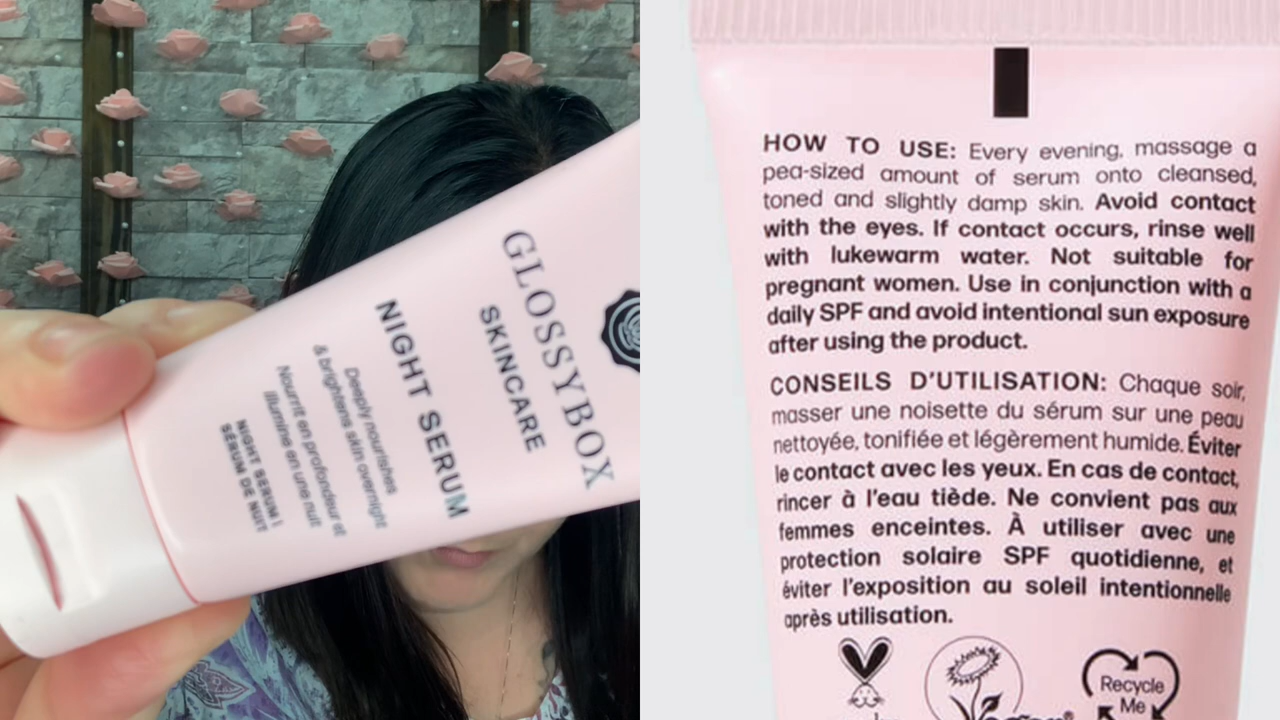 GLOSSYBOX
SKINCARE
NIGHT SERUM
Deeply nourishes
& brightens skin overnight
Nourrit en profondeur et
illumine en une nuit
NIGHT SERUM |
SÉRUM DE NUIT
HOW TO USE: Every evening, massage a
pea-sized amount of serum onto cleansed,
toned and slightly damp skin. Avoid contact
with the eyes. If contact occurs, rinse well
with lukewarm water. Not suitable for
pregnant women. Use in conjunction with a
daily SPF and avoid intentional sun exposure
after using the product.
CONSEILS D'UTILISATION: Chaque soir,
masser une noisette du sérum sur une peau
nettoyée, tonifiée et légèrement humide. Éviter
le contact avec les yeux. En cas de contact,
rincer à l'eau tiède. Ne convient pas aux
femmes enceintes. À utiliser avec une
protection solaire SPF quotidienne, et
éviter l'exposition au soleil intentionnelle
après utilisation.
Recycle
Me